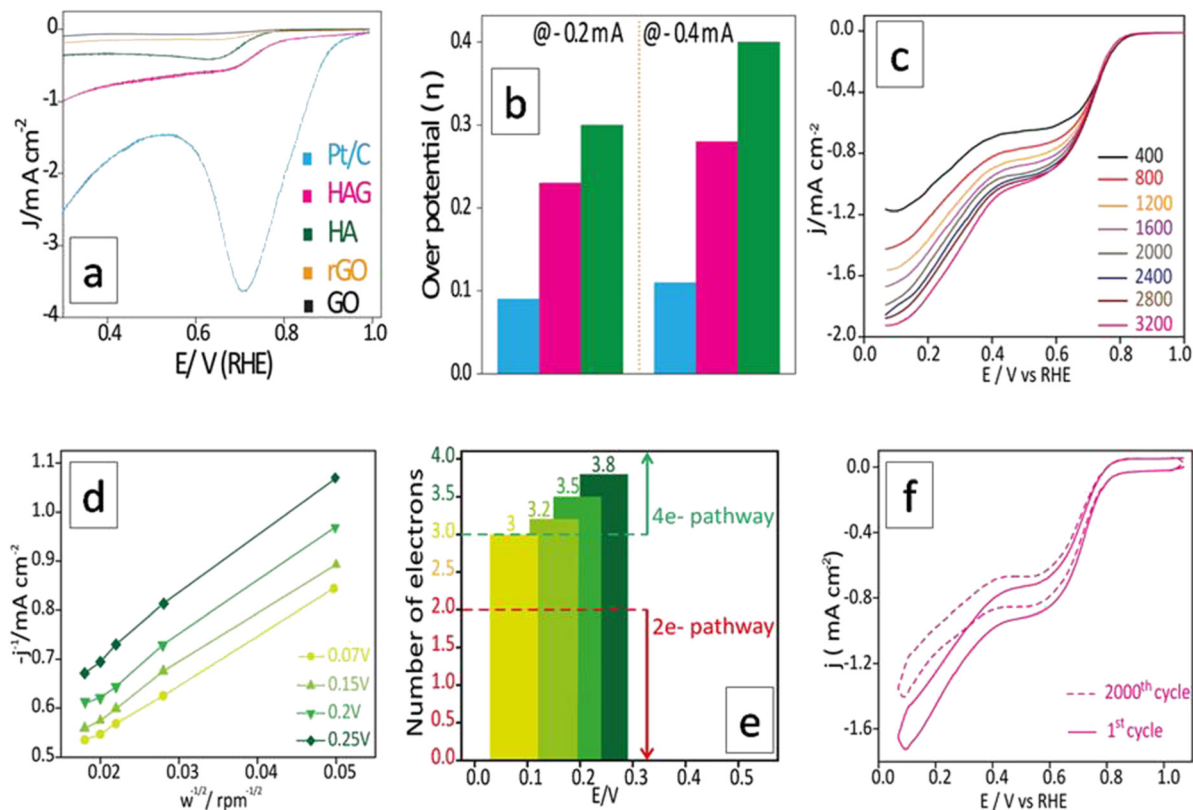 a
0
-1
-2
-3
-4
J/mA cm-2
0.4 0.6 0.8 1.0
E/ V (RHE)
Pt/C
HAG
HA
rGO
GO
b
@ - 0.2 mA @ - 0.4 mA
0.4
0.3
0.2
0.1
0.0
Over potential (η)
c
0.0
-0.4
-0.8
-1.2
-1.6
-2.0
j/mA cm-2
0.0 0.2 0.4 0.6 0.8 1.0
E / V vs RHE
400
800
1200
1600
2000
2400
2800
3200
d
1.1
1.0
0.9
0.8
0.7
0.6
0.5
-j-1/mA cm-2
0.02 0.03 0.04 0.05
w-1/2/ rpm-1/2
0.07V
0.15V
0.2V
0.25V
e
4.0
3.5
3.0
2.5
2.0
1.5
1.0
0.5
0.0
Number of electrons
3 3.2 3.5 3.8
4e- pathway
2e- pathway
0.0 0.1 0.2 0.3 0.4 0.5
E/V
f
0.0
-0.4
-0.8
-1.2
-1.6
j ( mA cm2)
0.0 0.2 0.4 0.6 0.8 1.0
E / V vs RHE
2000th cycle
1st cycle